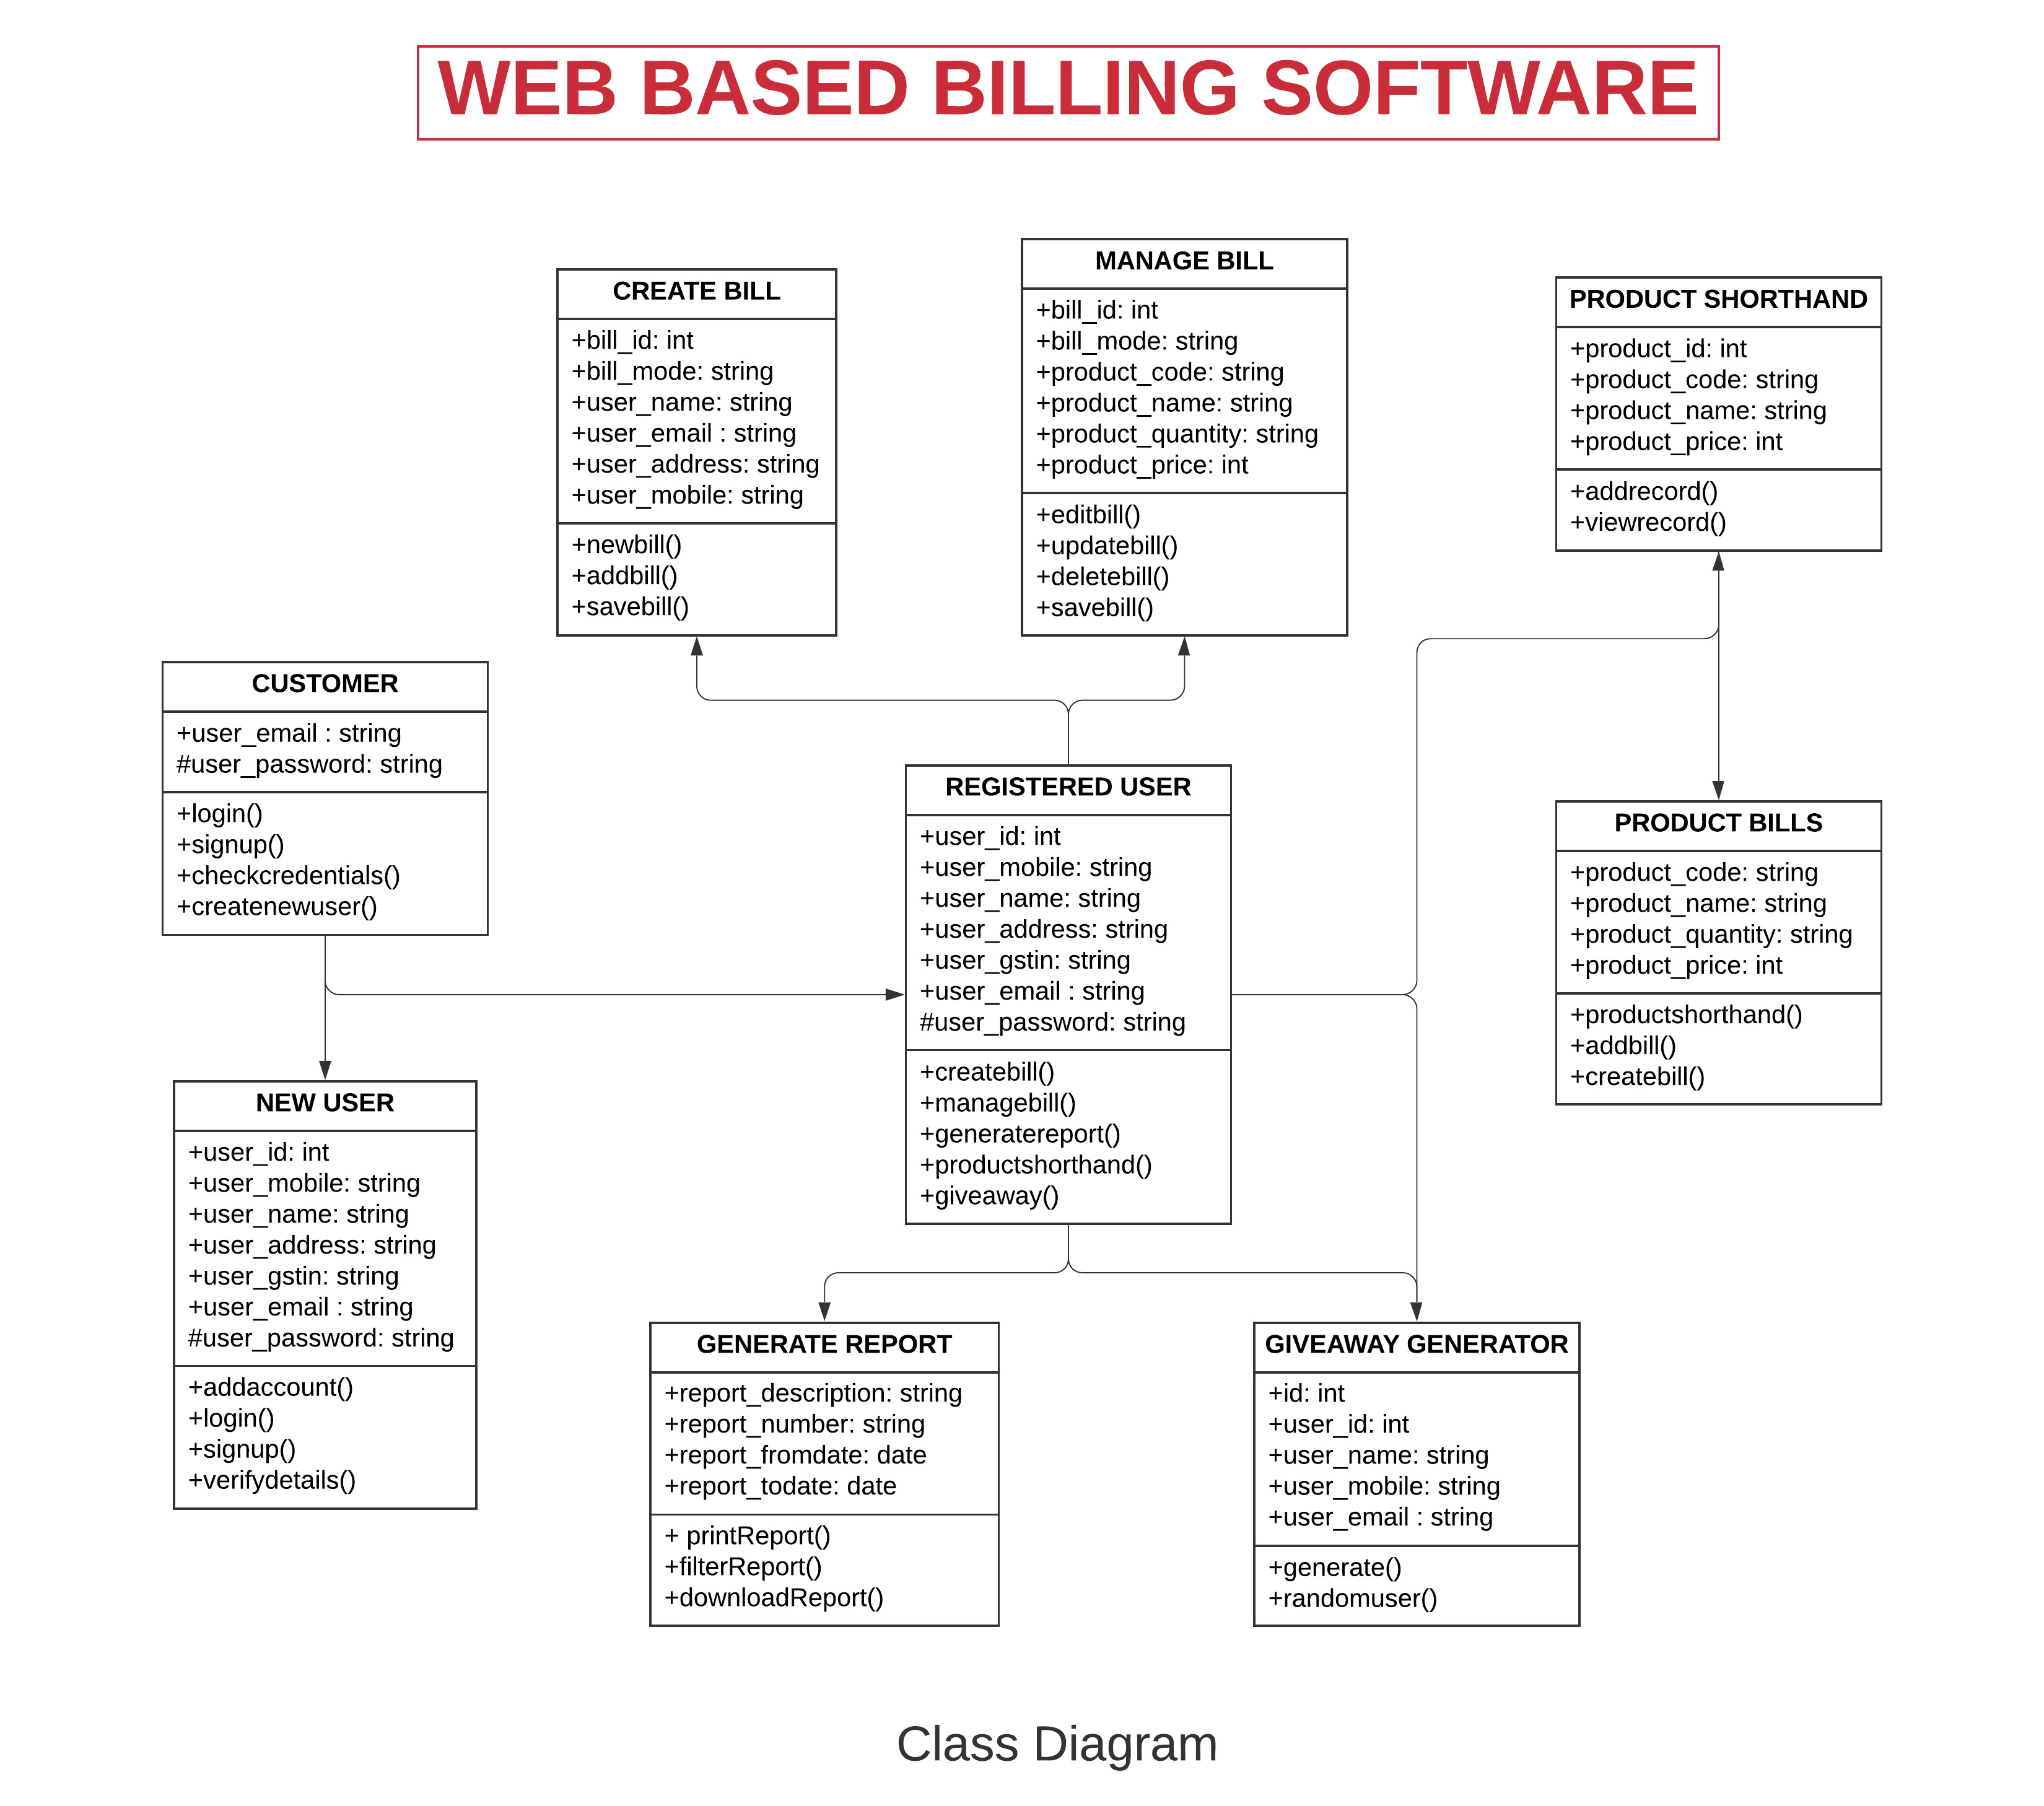 WEB BASED BILLING SOFTWARE
CREATE BILL
+bill_id: int
+bill_mode: string
+user_name: string
+user_email : string
+user_address: string
+user_mobile: string
+newbill()
+addbill()
+savebill()
MANAGE BILL
+bill_id: int
+bill_mode: string
+product_code: string
+product_name: string
+product_quantity: string
+product_price: int
+editbill()
+updatebill()
+deletebill()
+savebill()
PRODUCT SHORTHAND
+product_id: int
+product_code: string
+product_name: string
+product_price: int
+addrecord()
+viewrecord()
CUSTOMER
+user_email : string
#user_password: string
+login()
+signup()
+checkcredentials()
+createnewuser()
REGISTERED USER
+user_id: int
+user_mobile: string
+user_name: string
+user_address: string
+user_gstin: string
+user_email : string
#user_password: string
+createbill()
+managebill()
+generatereport()
+productshorthand()
+giveaway()
PRODUCT BILLS
+product_code: string
+product_name: string
+product_quantity: string
+product_price: int
+productshorthand()
+addbill()
+createbill()
NEW USER
+user_id: int
+user_mobile: string
+user_name: string
+user_address: string
+user_gstin: string
+user_email : string
#user_password: string
+addaccount()
+login()
+signup()
+verifydetails()
GENERATE REPORT
+report_description: string
+report_number: string
+report_fromdate: date
+report_todate: date
+ printReport()
+filterReport()
+downloadReport()
GIVEAWAY GENERATOR
+id: int
+user_id: int
+user_name: string
+user_mobile: string
+user_email : string
+generate()
+randomuser()
Class Diagram